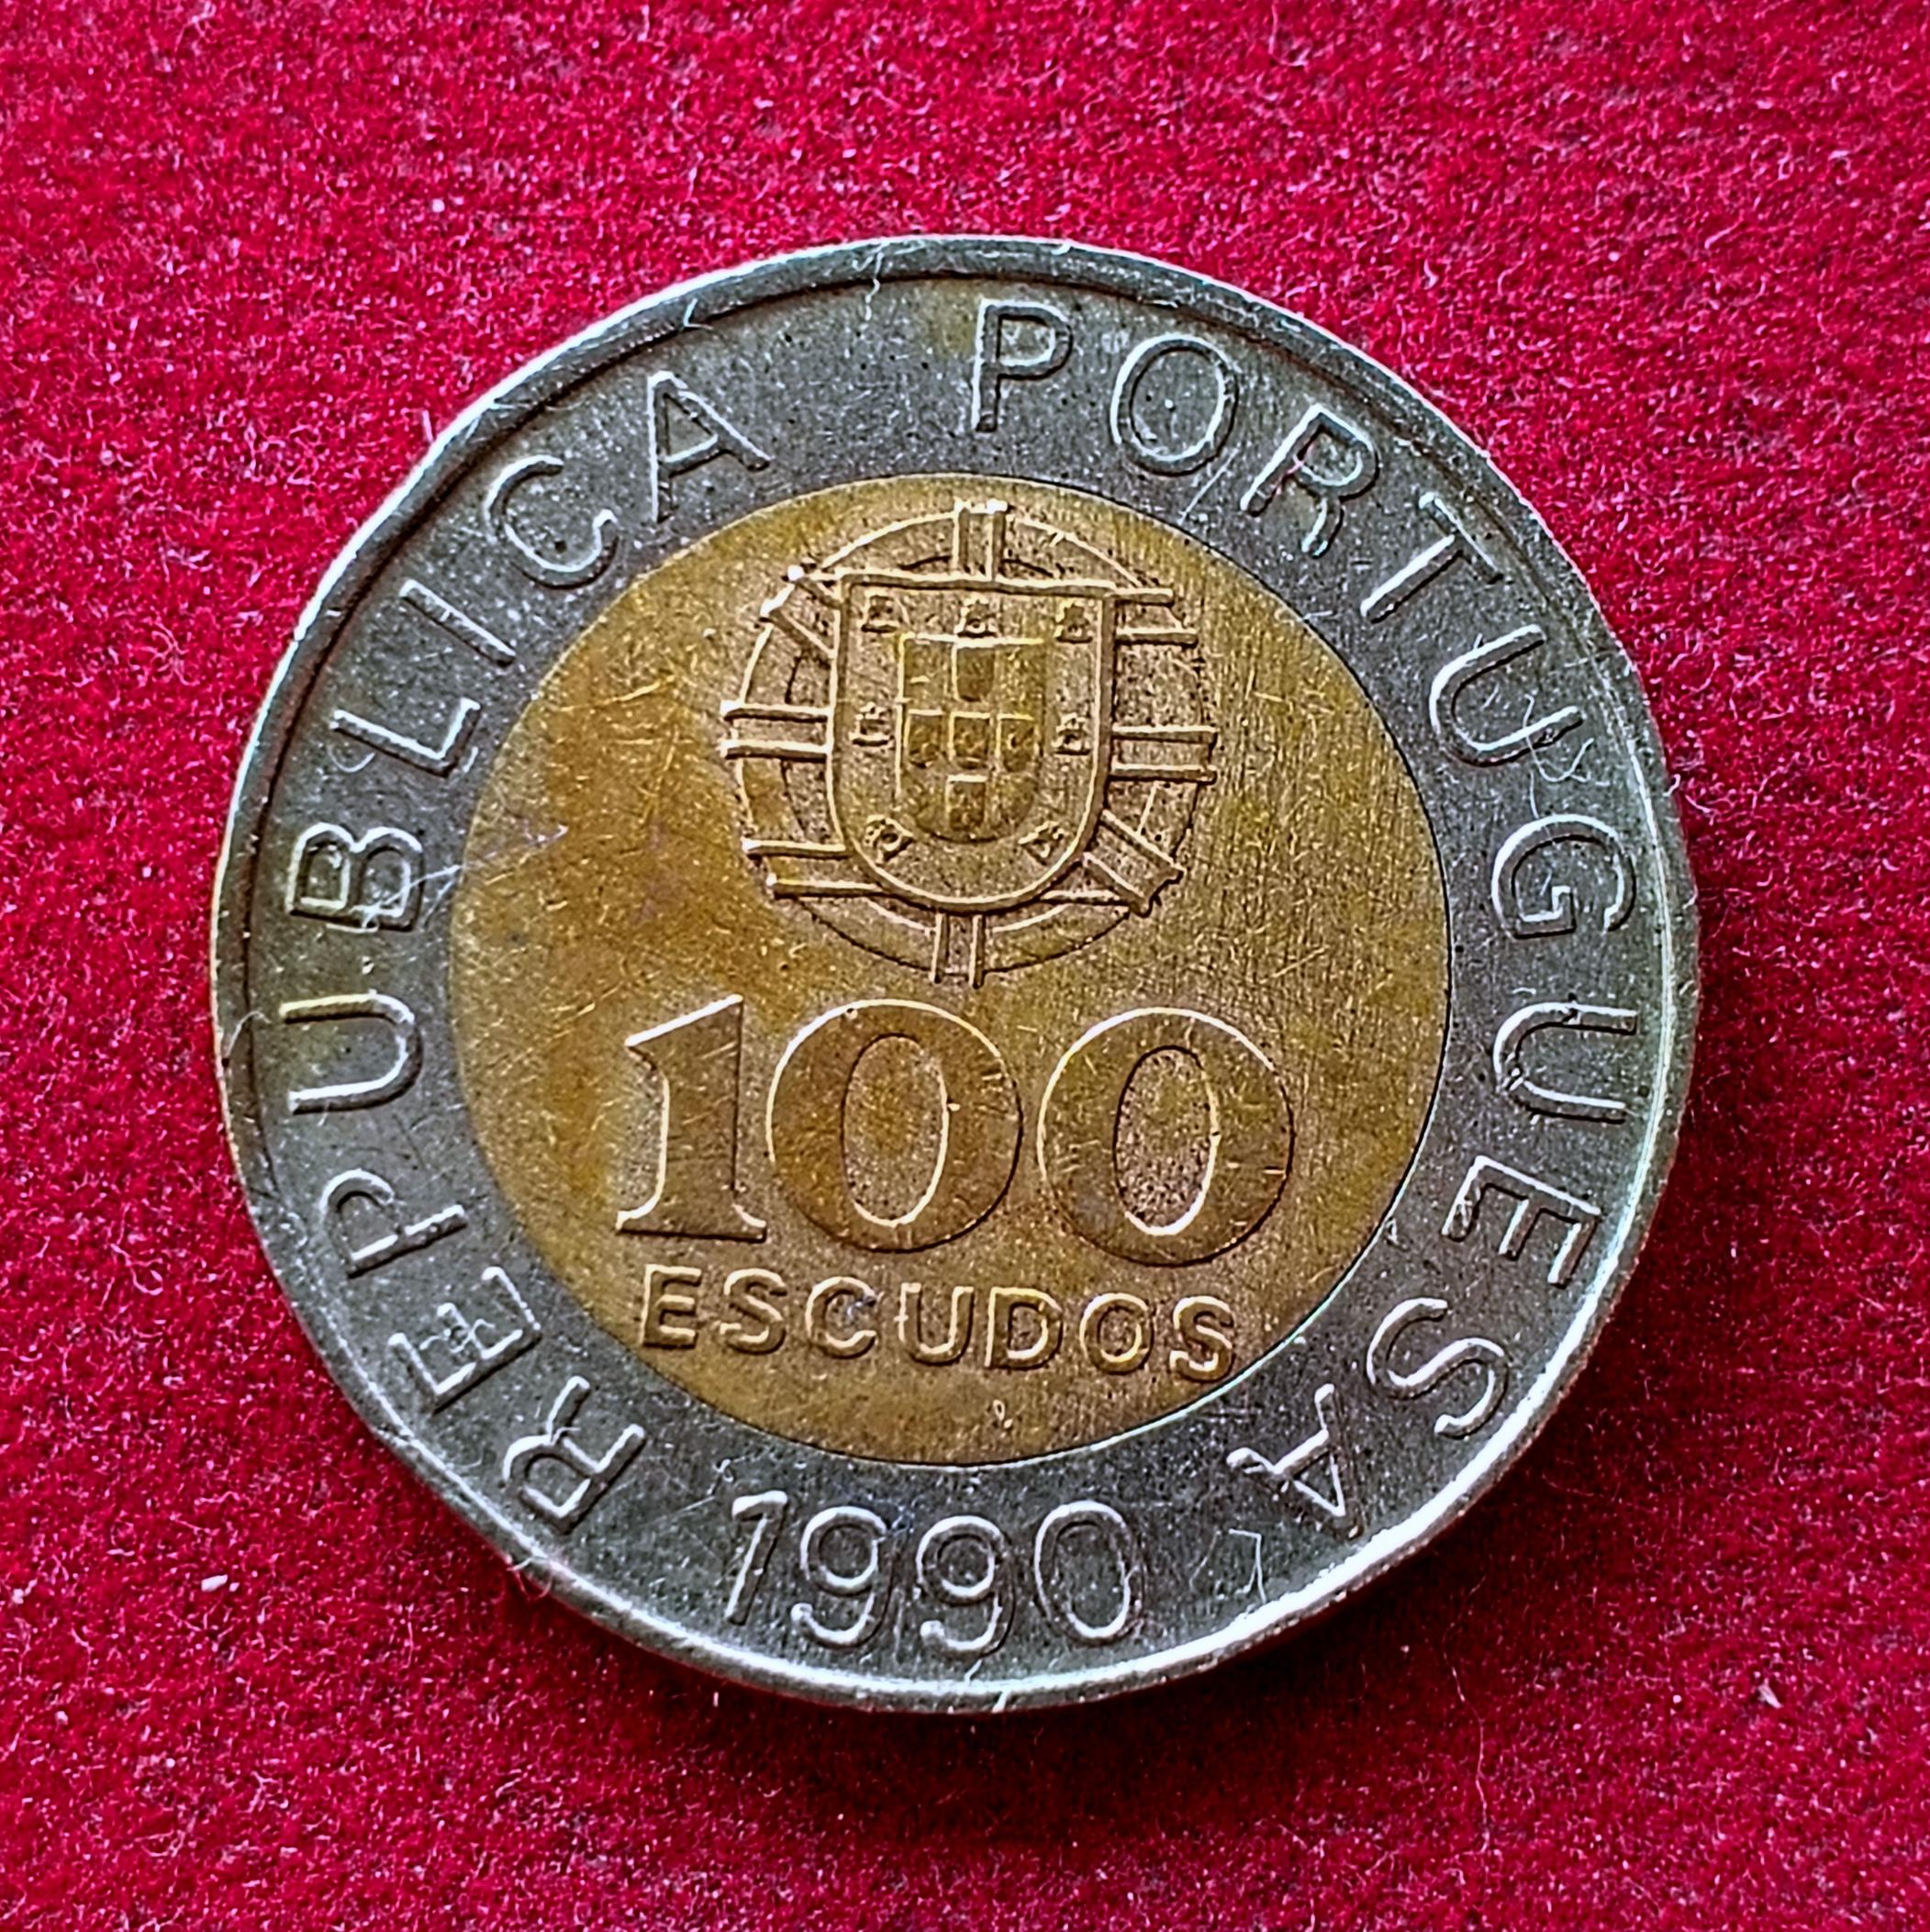 REPUBLICA PORTUGUESA
100
ESCUDOS
1990